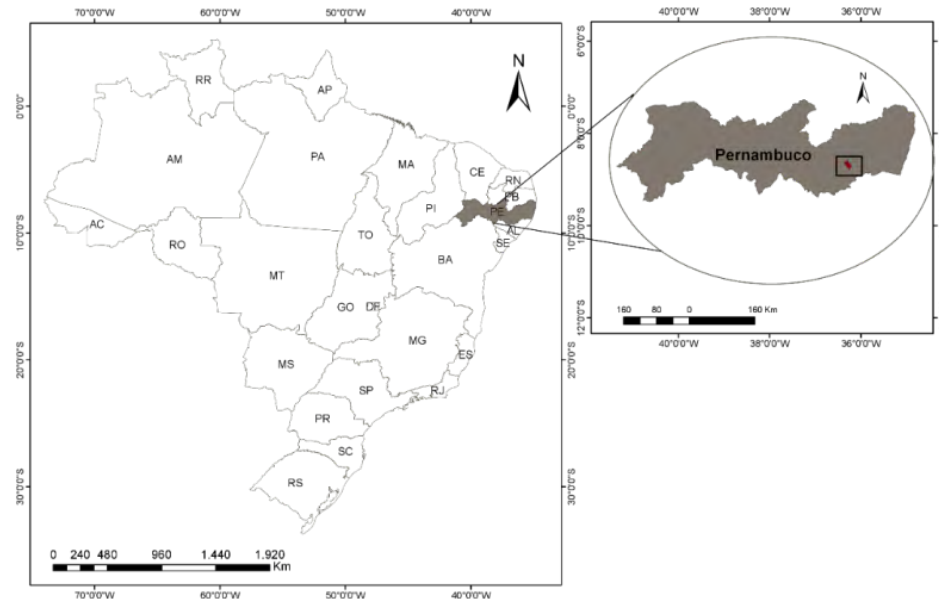 70°0'0"W 60°0'0"W 50°0'0"W 40°0'0"W
N
RR
AP
AM
PA
MA
CE
RN
PB
PI
PE
AC
AL
TO
SE
RO
BA
MT
GO
DF
MG
MS
ES
SP
RJ
PR
SC
RS
0°0'0"
10°0'0"S
20°0'0"S
30°0'0"S
0°0'0"
10°0'0"S
20°0'0"S
30°0'0"S
0 240 480 960 1.440 1.920
Km
70°0'0"W 60°0'0"W 50°0'0"W 40°0'0"W
40°0'0"W 38°0'0"W 36°0'0"W
N
Pernambuco
6°0'0"S
8°0'0"S
10°0'0"S
12°0'0"S
160 80 0 160 Km
40°0'0"W 38°0'0"W 36°0'0"W